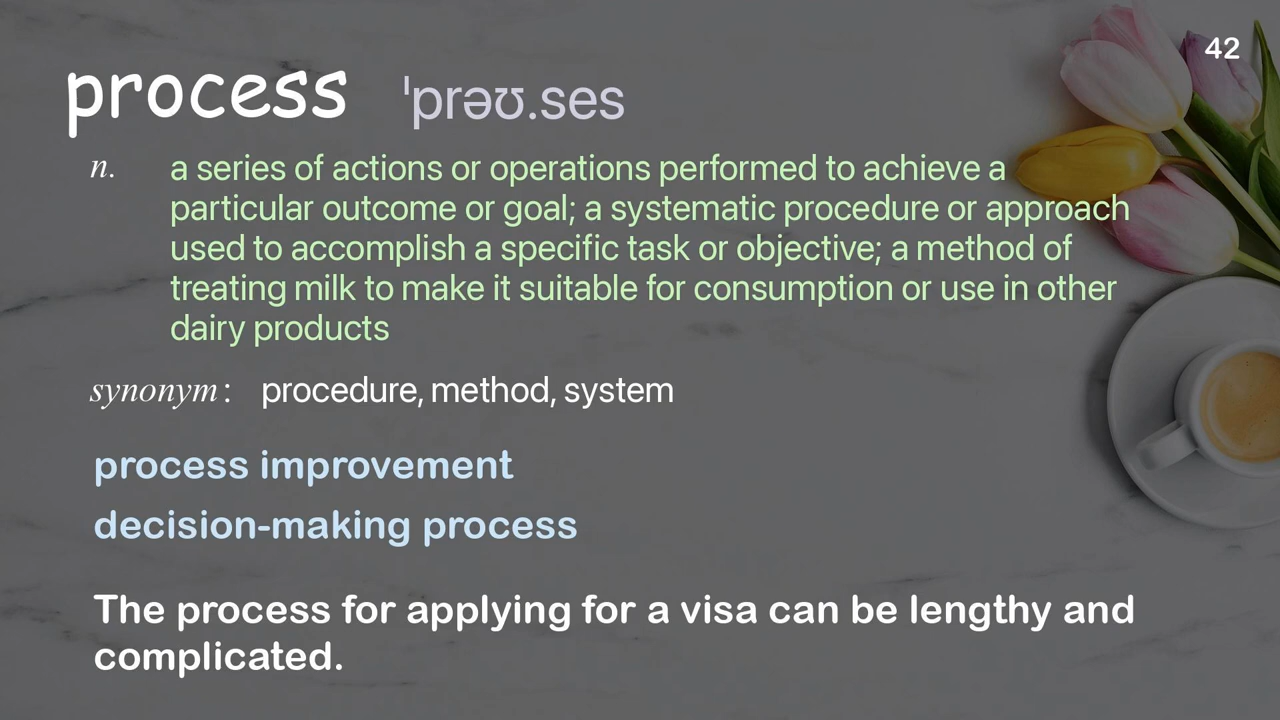 42
process ˈprəʊ.ses
n. a series of actions or operations performed to achieve a
particular outcome or goal; a systematic procedure or approach
used to accomplish a specific task or objective; a method of
treating milk to make it suitable for consumption or use in other
dairy products
synonym: procedure, method, system
process improvement
decision-making process
The process for applying for a visa can be lengthy and
complicated.